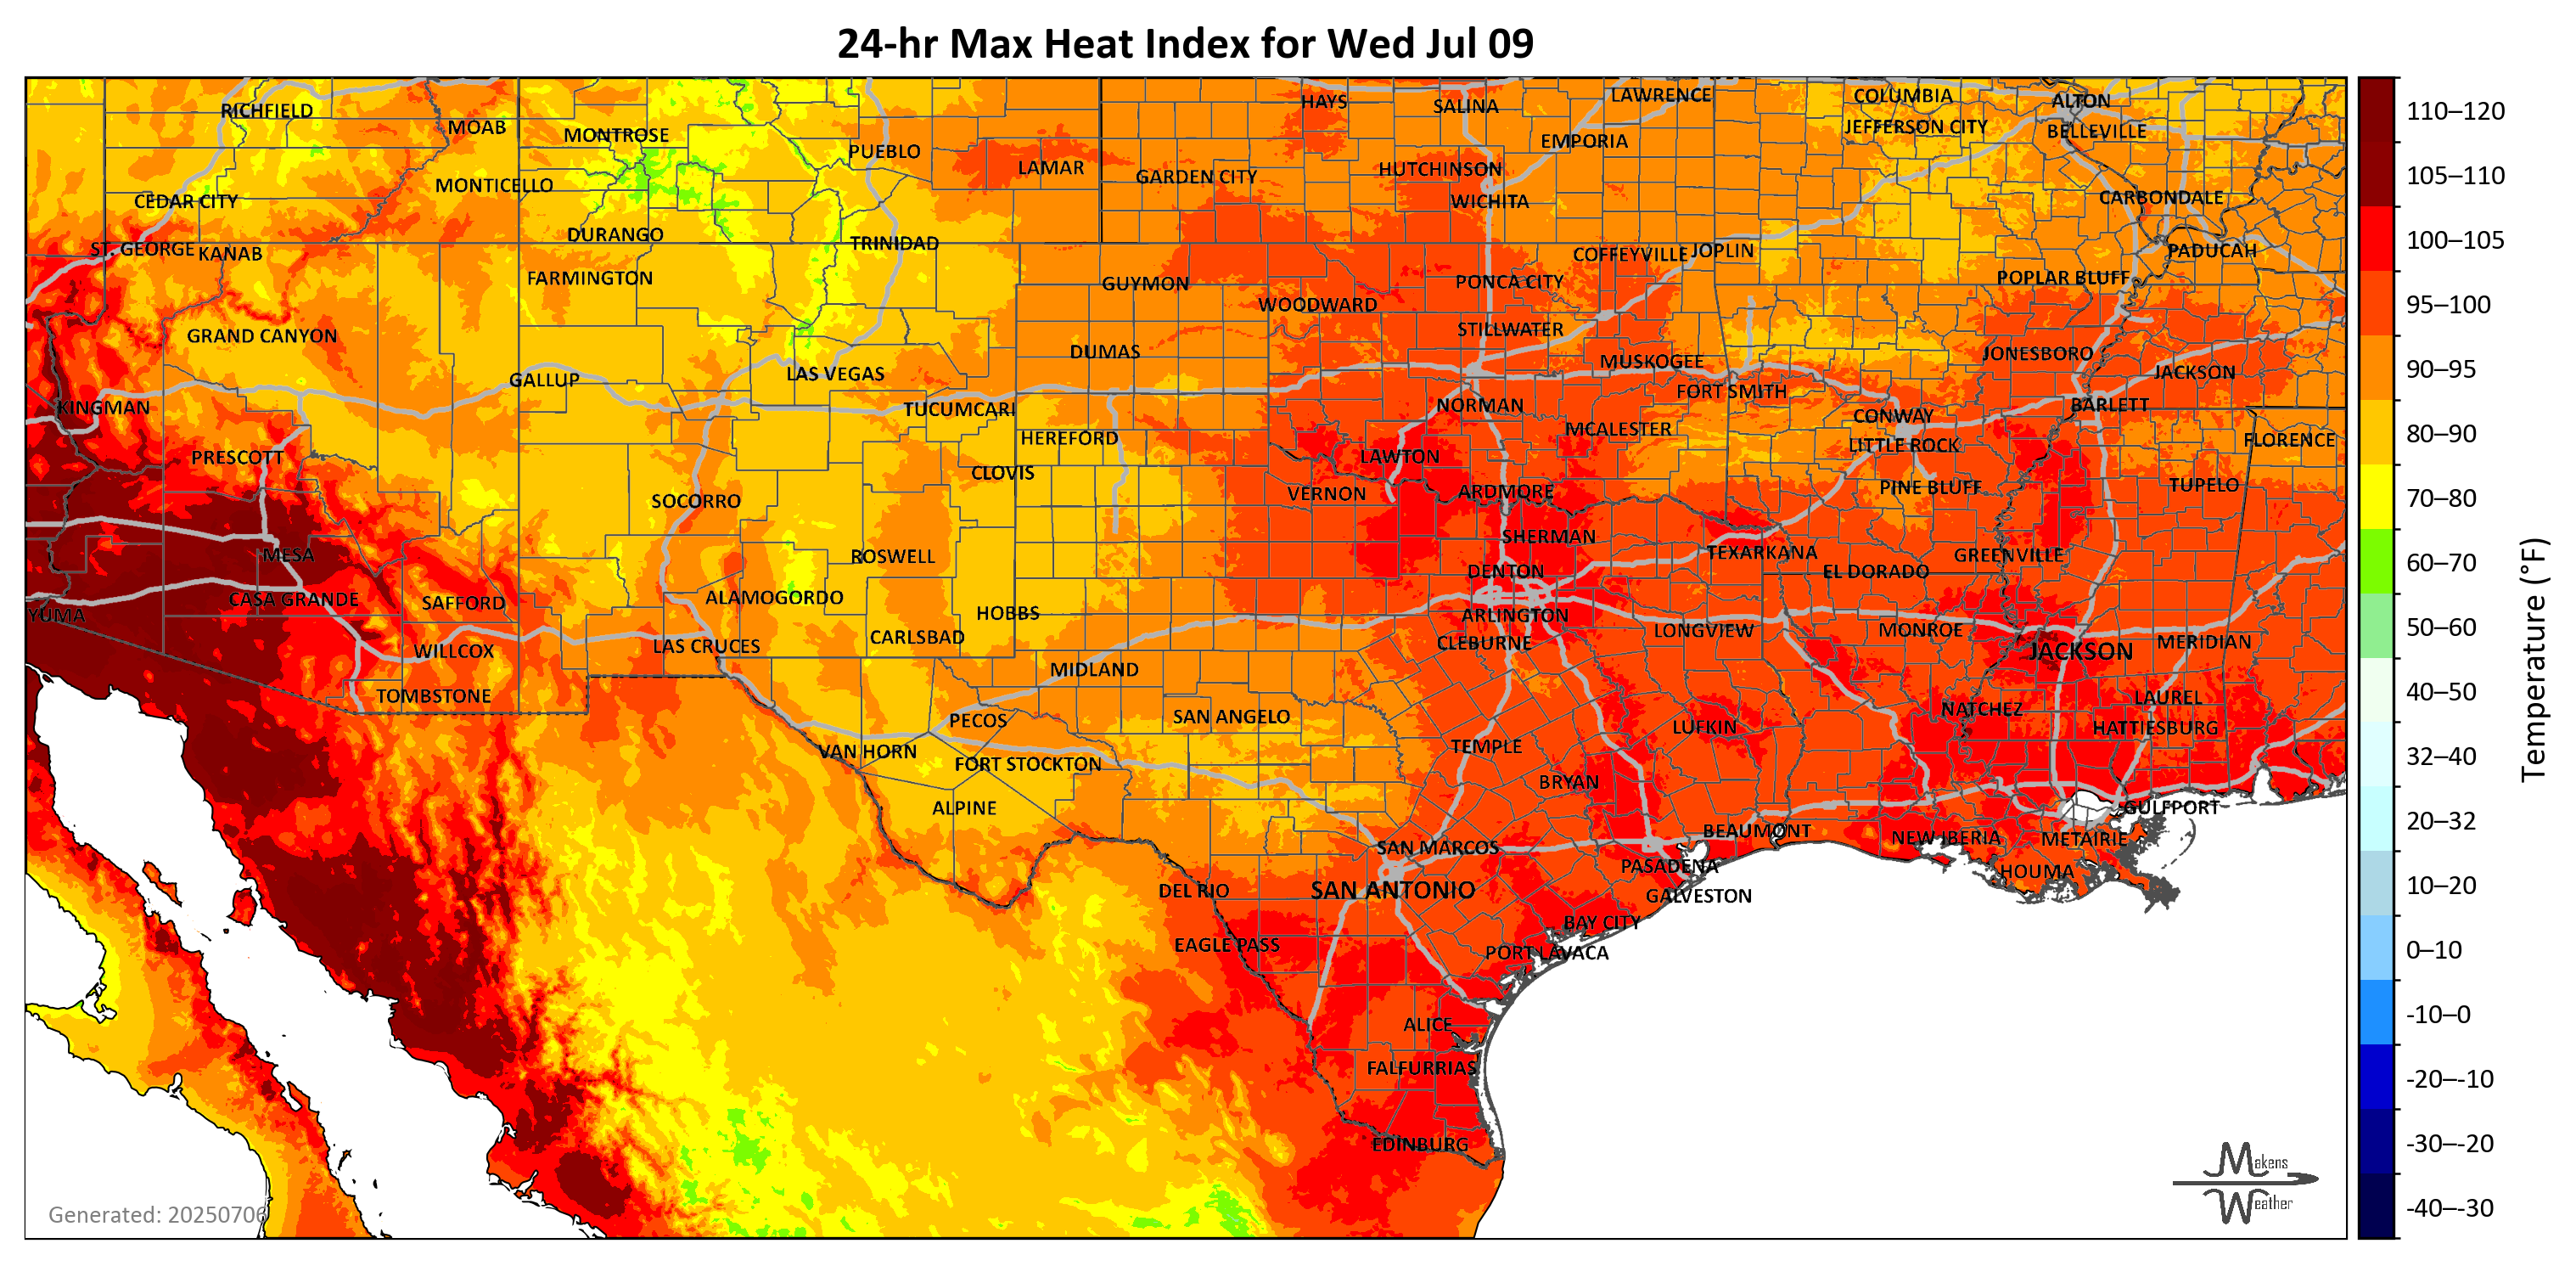 24-hr Max Heat Index for Wed Jul 09
RICHFIELD
MOAB
MONTROSE
PUEBLO
LAMAR
HAYS
SALINA
LAWRENCE
COLUMBIA
ALTON
JEFFERSON CITY
BELLEVILLE
EMPORIA
GARDEN CITY
HUTCHINSON
WICHITA
CARBONDALE
MONTICELLO
CEDAR CITY
DURANGO
TRINIDAD
ST. GEORGE
KANAB
FARMINGTON
GUYMON
WOODWARD
PONCA CITY
COFFEYVILLE
JOPLIN
POPLAR BLUFF
PADUCAH
GRAND CANYON
DUMAS
STILLWATER
MUSKOGEE
JONESBORO
JACKSON
GALLUP
LAS VEGAS
FORT SMITH
KINGMAN
TUCUMCARI
NORMAN
CONWAY
BARLETT
HEREFORD
MCALESTER
LITTLE ROCK
FLORENCE
PRESCOTT
CLOVIS
LAWTON
SOCORRO
VERNON
ARDMORE
PINE BLUFF
TUPELO
MESA
ROSWELL
SHERMAN
TEXARKANA
GREENVILLE
DENTON
EL DORADO
CASA GRANDE
SAFFORD
ALAMOGORDO
HOBBS
ARLINGTON
YUMA
LAS CRUCES
CARLSBAD
CLEBURNE
LONGVIEW
MONROE
JACKSON
MERIDIAN
WILLCOX
MIDLAND
TOMBSTONE
PECOS
SAN ANGELO
LUFKIN
NATCHEZ
LAUREL
HATTIESBURG
VAN HORN
FORT STOCKTON
TEMPLE
BRYAN
ALPINE
GULFPORT
SAN MARCOS
BEAUMONT
NEW IBERIA
METAIRIE
PASADENA
HOUMA
DEL RIO
SAN ANTONIO
GALVESTON
BAY CITY
EAGLE PASS
PORT LAVACA
ALICE
FALFURRIAS
EDINBURG
Generated: 20250706
Makens
Weather
110–120
105–110
100–105
95–100
90–95
80–90
70–80
60–70
50–60
40–50
32–40
20–32
10–20
0–10
-10–0
-20–-10
-30–-20
-40–-30
Temperature (°F)